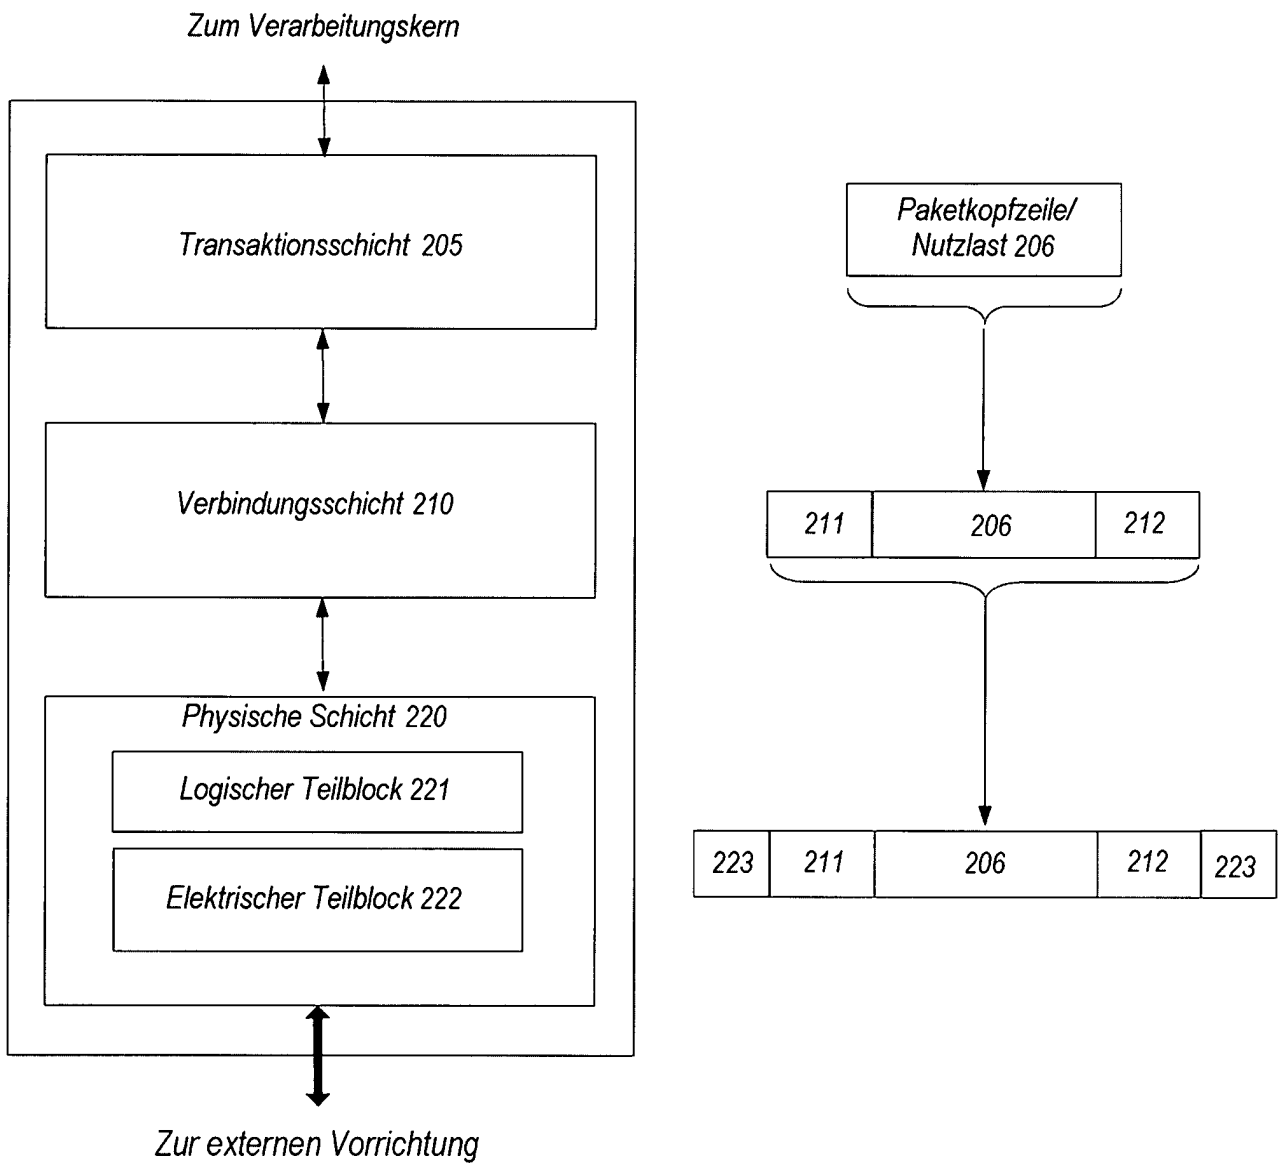 Zum Verarbeitungskern
Transaktionsschicht 205
Verbindungsschicht 210
Physische Schicht 220
Logischer Teilblock 221
Elektrischer Teilblock 222
Zur externen Vorrichtung
Paketkopfzeile/
Nutzlast 206
211 206 212
223 211 206 212 223